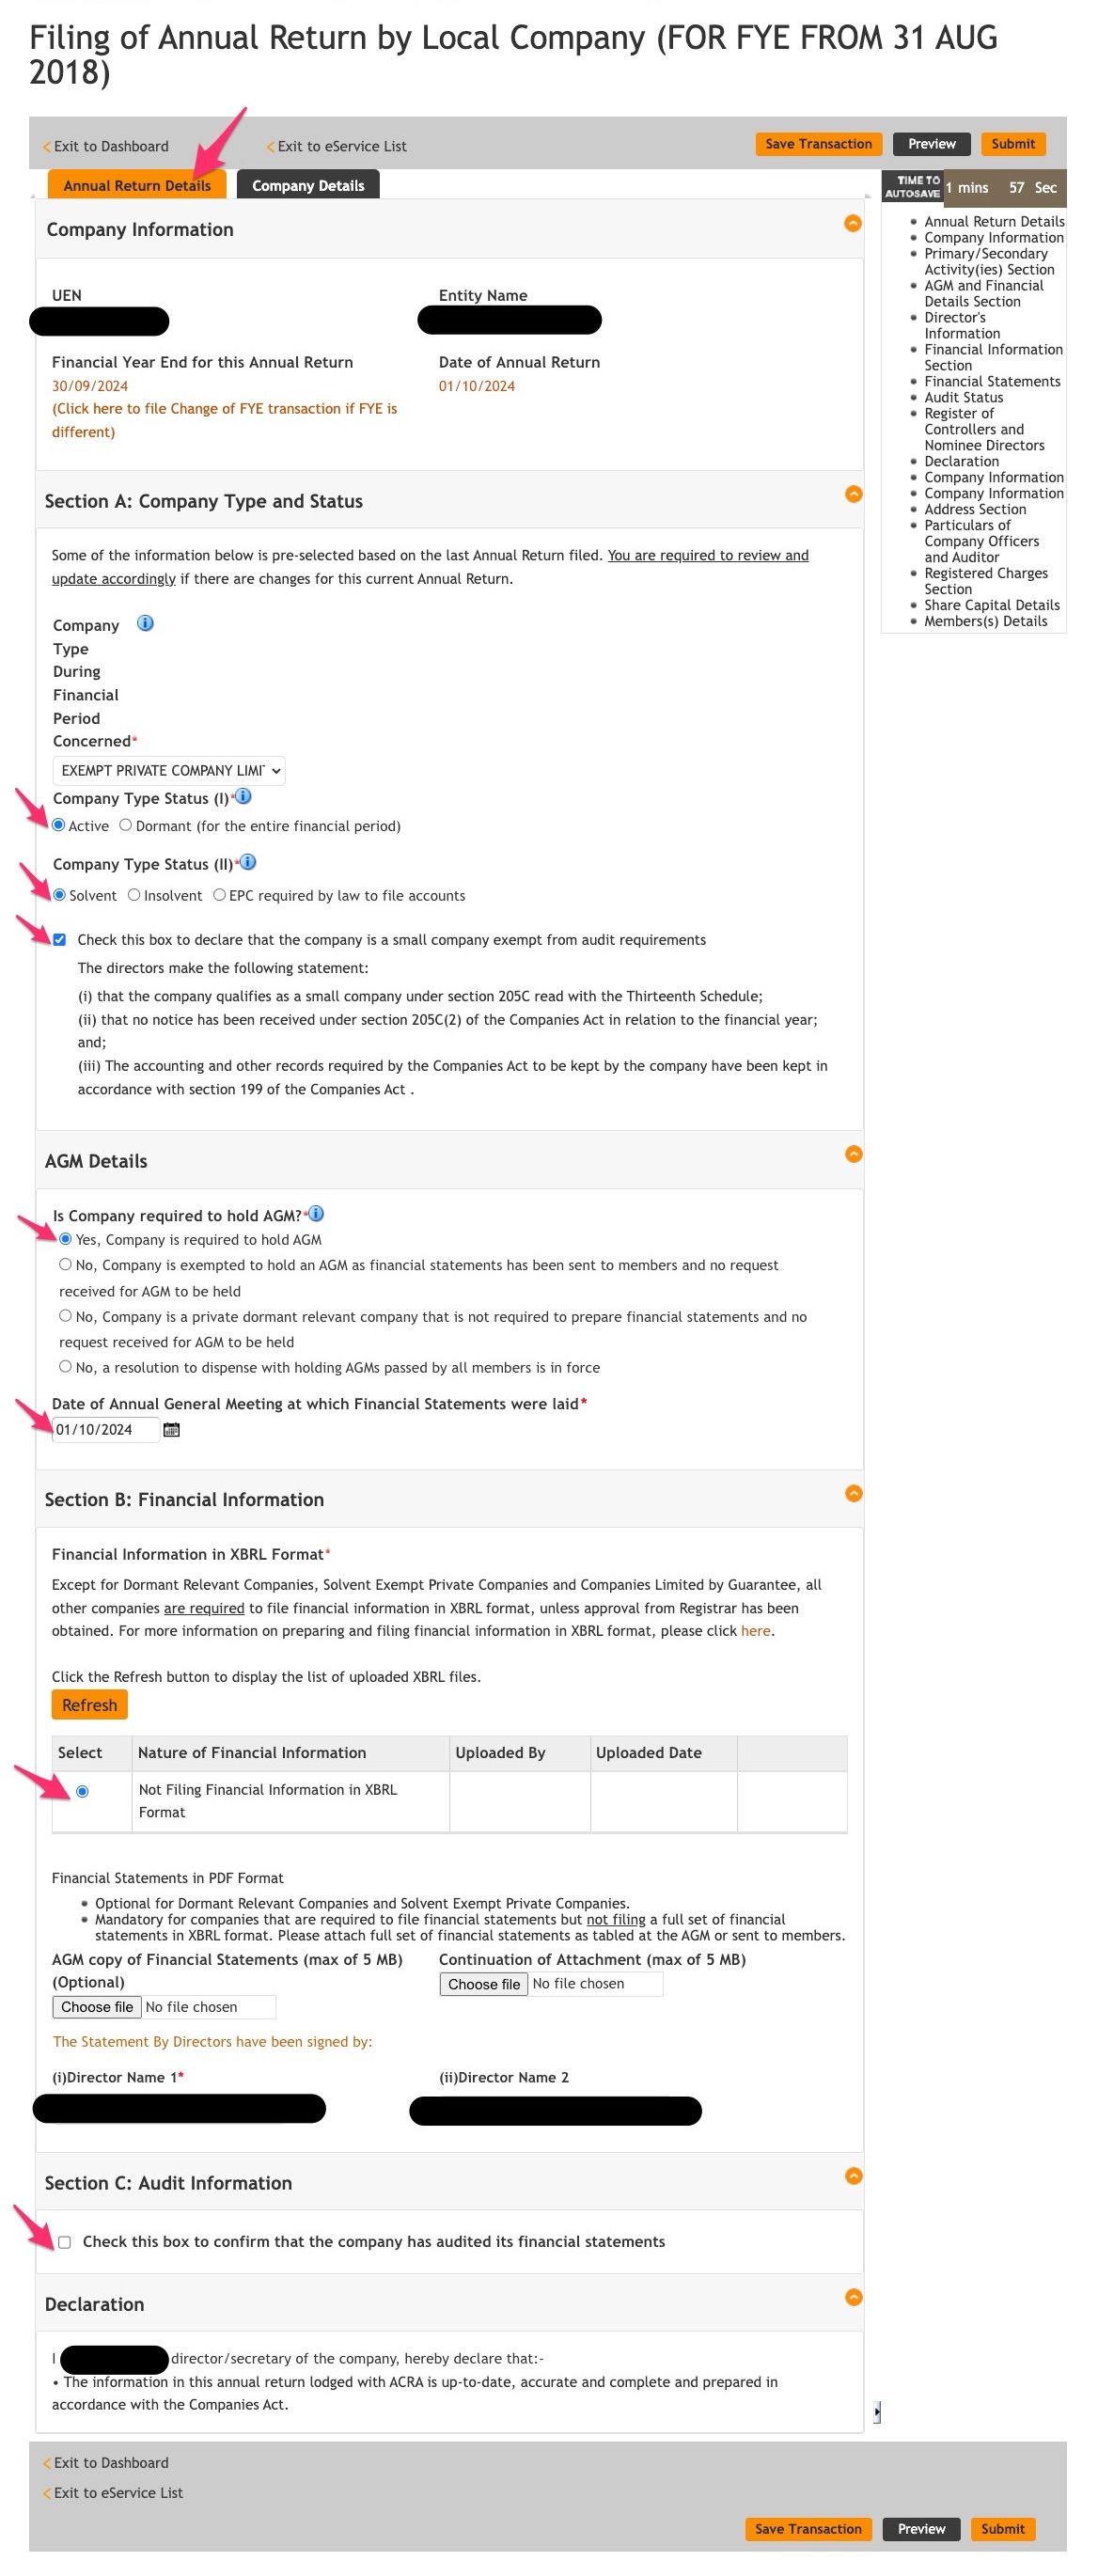 Filing of Annual Return by Local Company (FOR FYE FROM 31 AUG
2018)
Exit to Dashboard
Exit to eService List
Save Transaction
Preview
Submit
Annual Return Details
Company Details
TIME TO
AUTOSAVE
1 mins 57 Sec
Annual Return Details
Company Information
Primary/Secondary
Activity(ies) Section
AGM and Financial
Details Section
Director's
Information
Financial Information
Section
Financial Statements
Audit Status
Register of
Controllers and
Nominee Directors
Declaration
Company Information
Company Information
Address Section
Particulars of
Company Officers
and Auditor
Registered Charges
Section
Share Capital Details
Members(s) Details
Company Information
UEN
Entity Name
Financial Year End for this Annual Return
30/09/2024
(Click here to file Change of FYE transaction if FYE is
different)
Date of Annual Return
01/10/2024
Section A: Company Type and Status
Some of the information below is pre-selected based on the last Annual Return filed. You are required to review and
update accordingly if there are changes for this current Annual Return.
Company
Type
During
Financial
Period
Concerned*
EXEMPT PRIVATE COMPANY LIMI
Company Type Status (I)*
Active Dormant (for the entire financial period)
Company Type Status (II)*
Solvent Insolvent EPC required by law to file accounts
Check this box to declare that the company is a small company exempt from audit requirements
The directors make the following statement:
(i) that the company qualifies as a small company under section 205C read with the Thirteenth Schedule;
(ii) that no notice has been received under section 205C(2) of the Companies Act in relation to the financial year;
and;
(iii) The accounting and other records required by the Companies Act to be kept by the company have been kept in
accordance with section 199 of the Companies Act .
AGM Details
Is Company required to hold AGM?*
Yes, Company is required to hold AGM
No, Company is exempted to hold an AGM as financial statements has been sent to members and no request
received for AGM to be held
No, Company is a private dormant relevant company that is not required to prepare financial statements and no
request received for AGM to be held
No, a resolution to dispense with holding AGMs passed by all members is in force
Date of Annual General Meeting at which Financial Statements were laid*
01/10/2024
Section B: Financial Information
Financial Information in XBRL Format*
Except for Dormant Relevant Companies, Solvent Exempt Private Companies and Companies Limited by Guarantee, all
other companies are required to file financial information in XBRL format, unless approval from Registrar has been
obtained. For more information on preparing and filing financial information in XBRL format, please click here.
Click the Refresh button to display the list of uploaded XBRL files.
Refresh
Select Nature of Financial Information Uploaded By Uploaded Date
Not Filing Financial Information in XBRL
Format
Financial Statements in PDF Format
Optional for Dormant Relevant Companies and Solvent Exempt Private Companies.
Mandatory for companies that are required to file financial statements but not filing a full set of financial
statements in XBRL format. Please attach full set of financial statements as tabled at the AGM or sent to members.
AGM copy of Financial Statements (max of 5 MB)
(Optional)
Choose file No file chosen
Continuation of Attachment (max of 5 MB)
Choose file No file chosen
The Statement By Directors have been signed by:
(i)Director Name 1*
(ii)Director Name 2
Section C: Audit Information
Check this box to confirm that the company has audited its financial statements
Declaration
I director/secretary of the company, hereby declare that:-
• The information in this annual return lodged with ACRA is up-to-date, accurate and complete and prepared in
accordance with the Companies Act.
Exit to Dashboard
Exit to eService List
Save Transaction
Preview
Submit